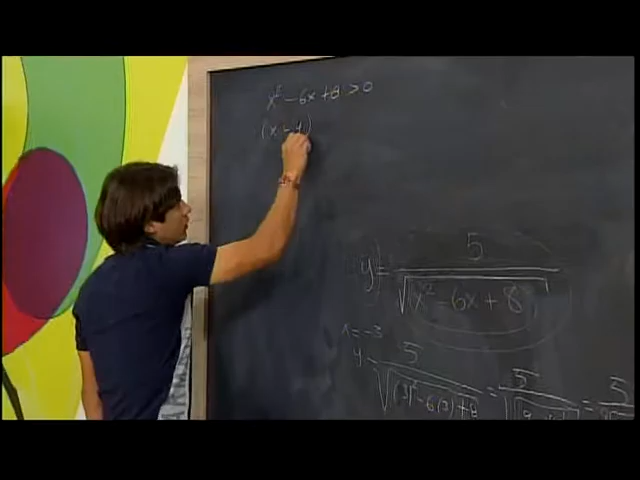 x² - 6x + 8 > 0
(x - 4)
y = 5 / √(x² - 6x + 8)
x = -3
y = 5 / √((3)² - 6(3) + 8) = 5 / √ = 5